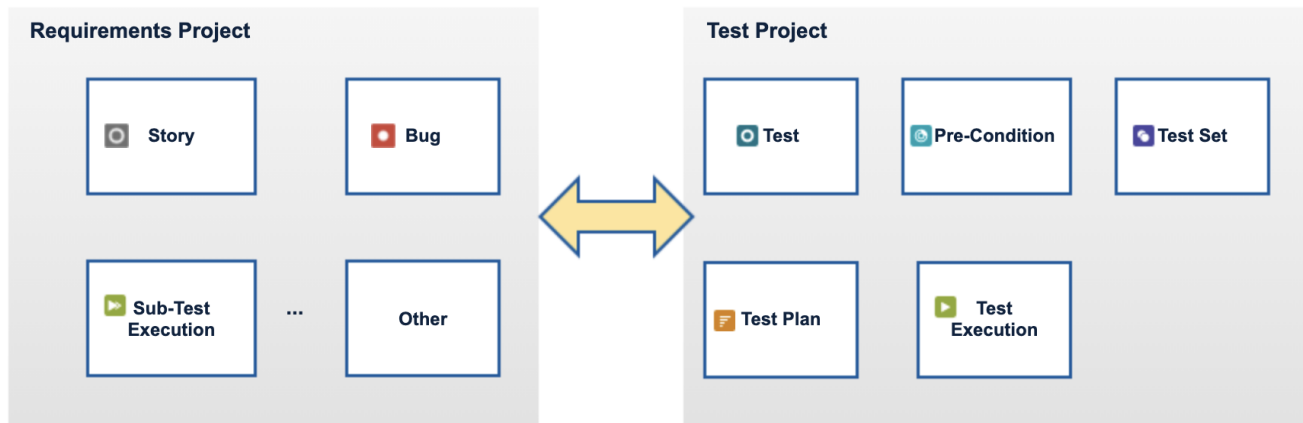 Requirements Project
Story
Bug
Sub-Test
Execution
...
Other
Test Project
Test
Pre-Condition
Test Set
Test Plan
Test
Execution